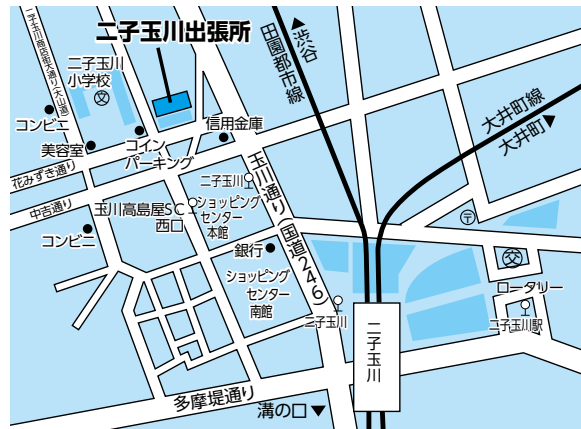 二子玉川出張所
▲渋谷
田園都市線
二子玉川商店街大通り(大山道)
二子玉川
小学校
文
大井町線
大井町▶
コンビニ
美容室
コイン
パーキング
信用金庫
花みずき通り
中吉通り
玉川通り(国道246)
二子玉川
ショッピング
センター
本館
玉川高島屋SC
西口
〒
コンビニ
銀行
交
ショッピング
センター
南館
ロータリー
二子玉川
二子玉川駅
二子玉川
多摩堤通り
溝の口▼